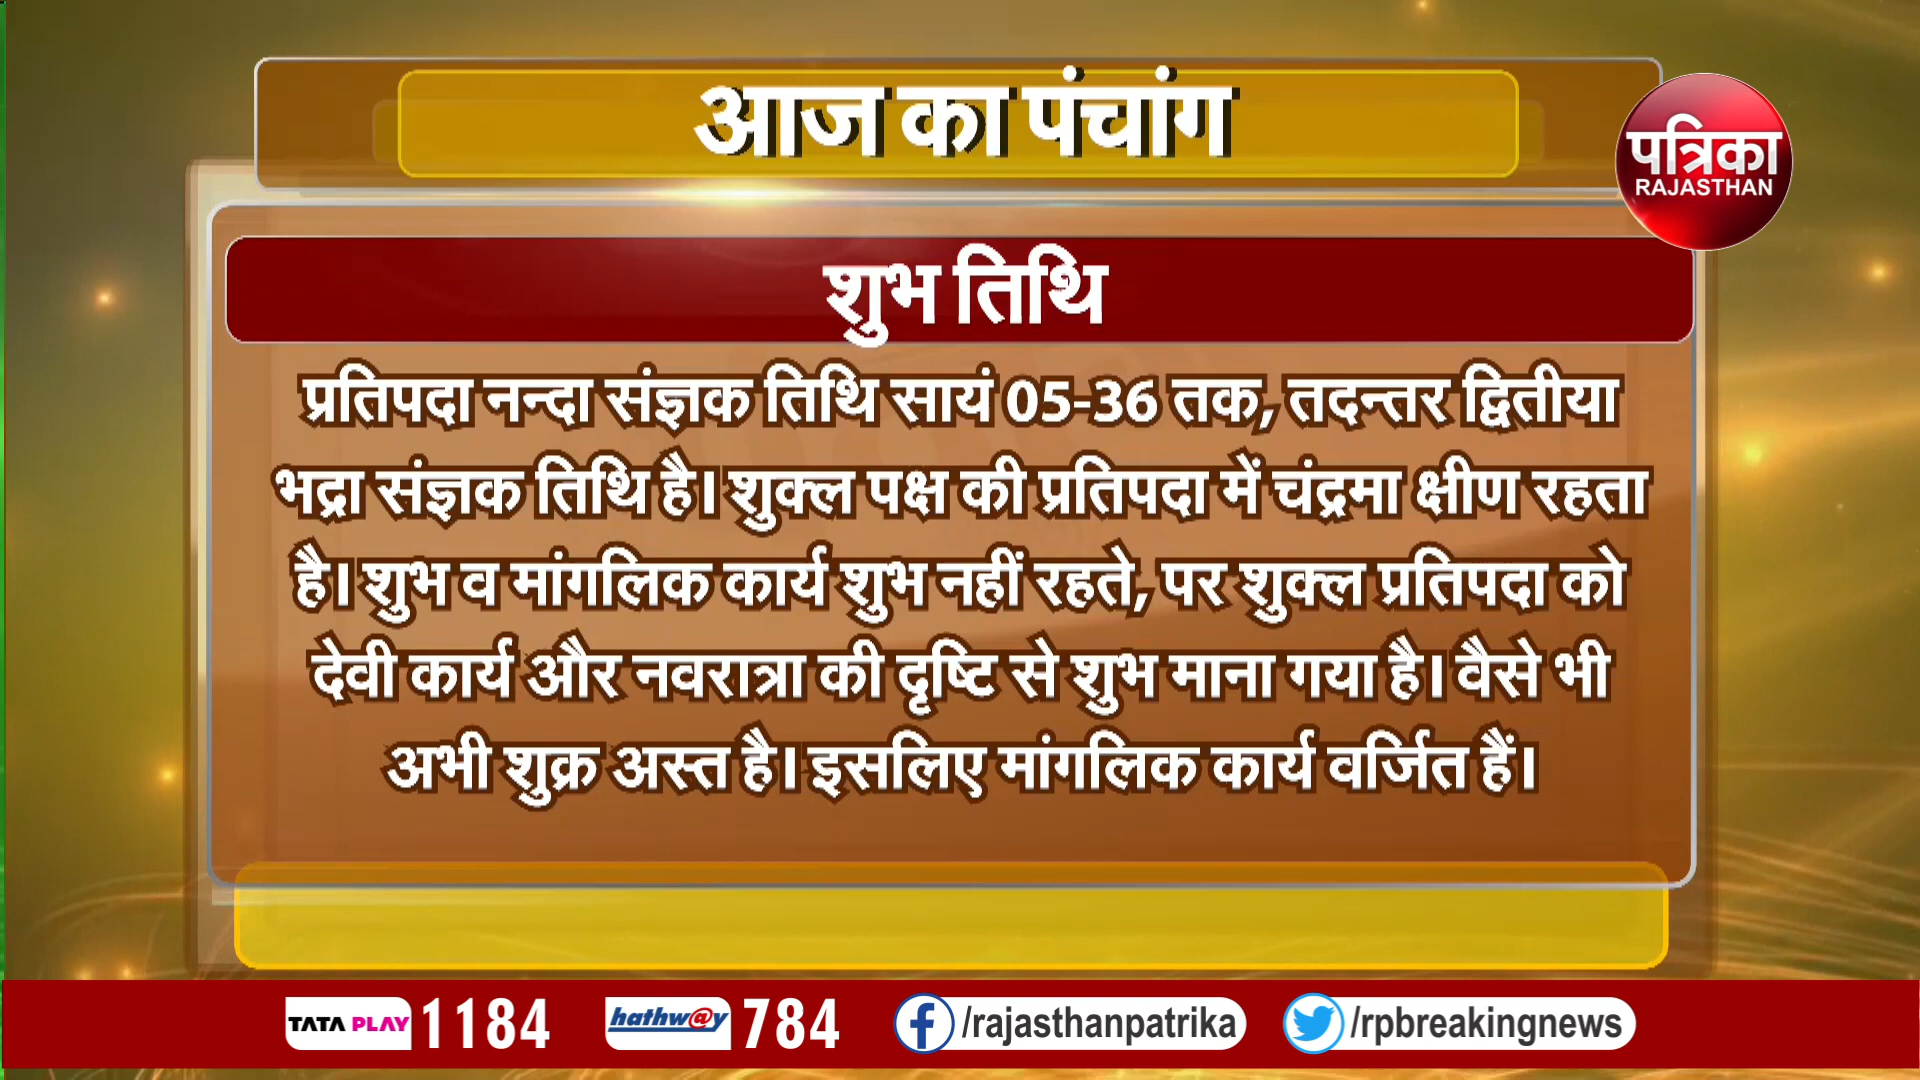 आज का पंचांग
पत्रिका
RAJASTHAN
शुभ तिथि
प्रतिपदा नन्दा संज्ञक तिथि सायं 05-36 तक, तदन्तर द्वितीया
भद्रा संज्ञक तिथि है। शुक्ल पक्ष की प्रतिपदा में चंद्रमा क्षीण रहता
है। शुभ व मांगलिक कार्य शुभ नहीं रहते, पर शुक्ल प्रतिपदा को
देवी कार्य और नवरात्रा की दृष्टि से शुभ माना गया है। वैसे भी
अभी शुक्र अस्त है। इसलिए मांगलिक कार्य वर्जित हैं।
TATA PLAY 1184 hathw@y 784 /rajasthanpatrika /rpbreakingnews